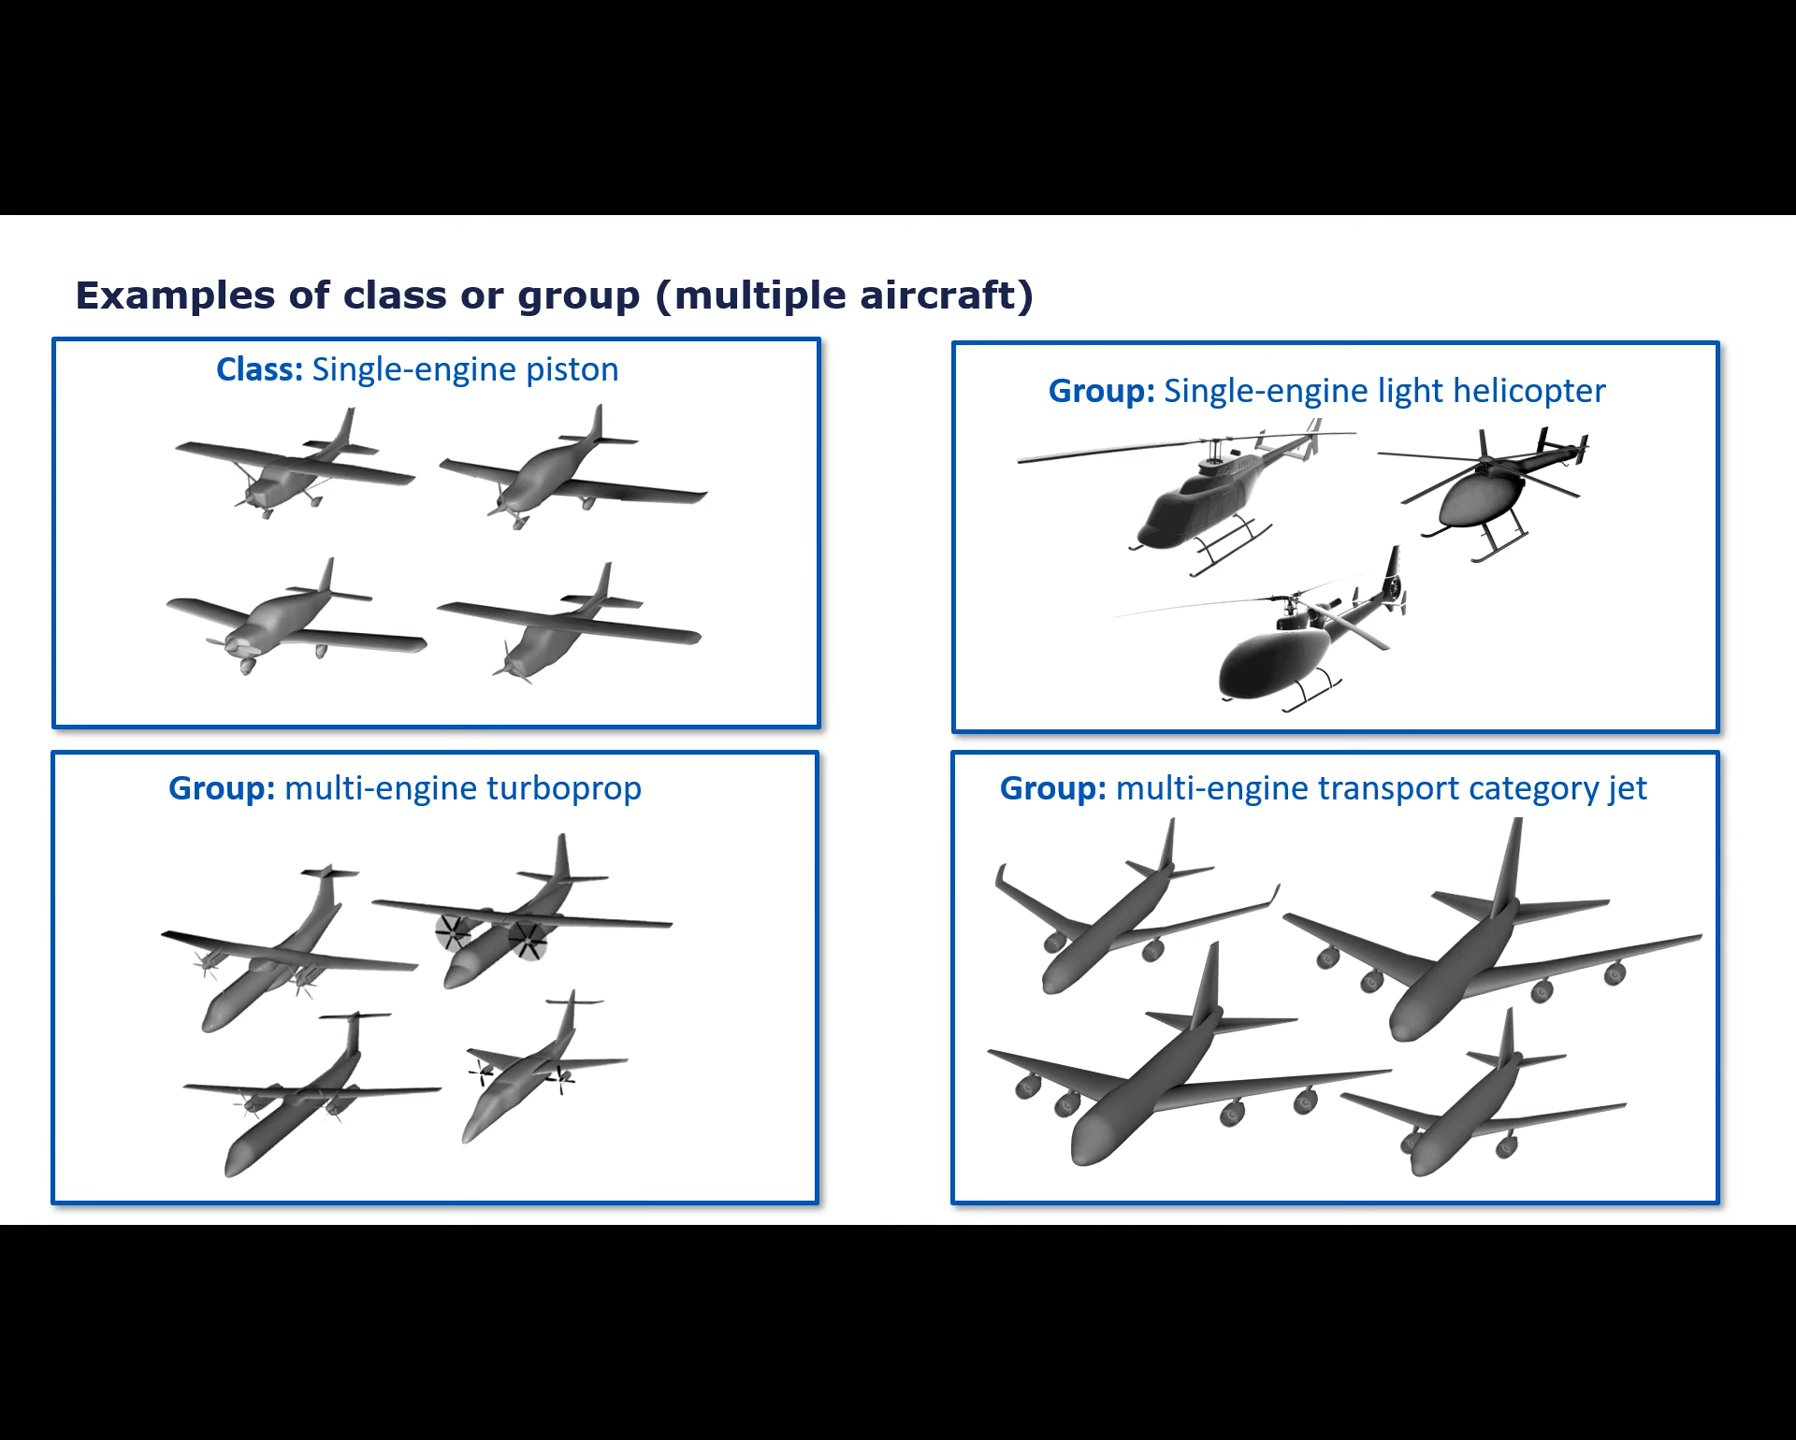 Examples of class or group (multiple aircraft)
Class: Single-engine piston
Group: Single-engine light helicopter
Group: multi-engine turboprop
Group: multi-engine transport category jet